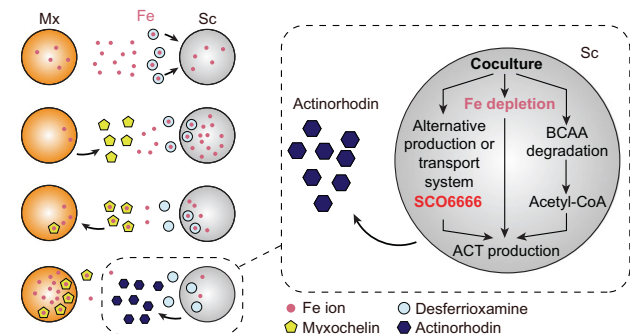 Mx
Fe
Sc
Sc
Coculture
Fe depletion
Actinorhodin
Alternative
production or
transport
system
SCO6666
BCAA
degradation
Acetyl-CoA
ACT production
Fe ion
Desferrioxamine
Myxochelin
Actinorhodin